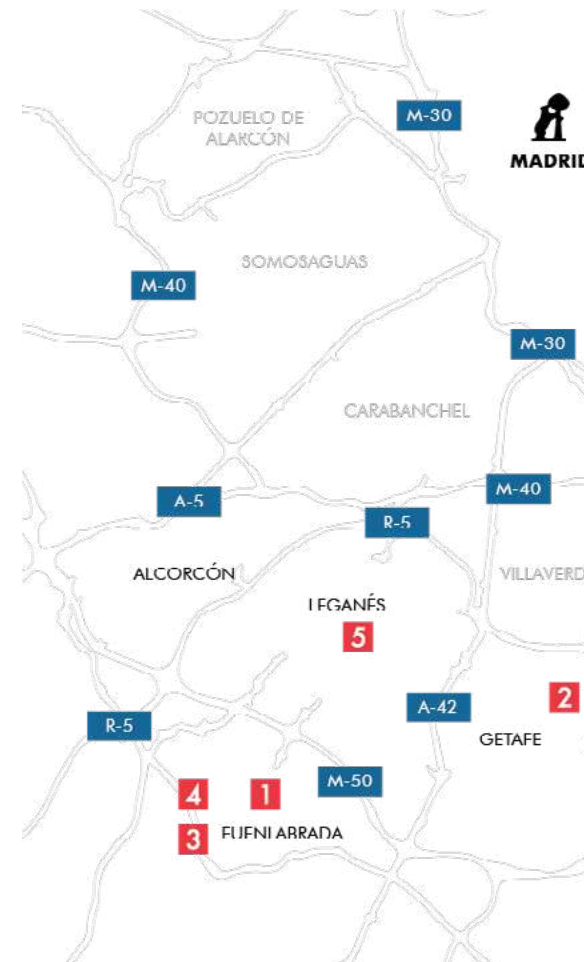 POZUELO DE
ALARCÓN
M-30
MADRID
SOMOSAGUAS
M-40
M-30
CARABANCHEL
A-5
M-40
R-5
ALCORCÓN
VILLAVERD
LEGANÉS
5
2
A-42
R-5
GETAFE
4
1
M-50
3
FUENLABRADA